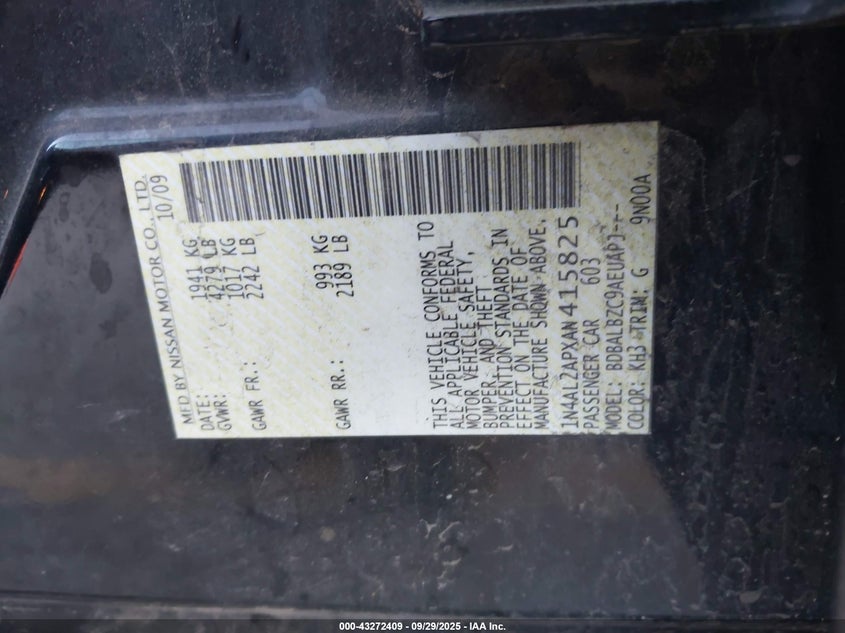 MFD BY NISSAN MOTOR CO., LTD.
DATE: 10/09
GVWR: 1941 KG
4279 LB
GAWR FR.: 1017 KG
2242 LB
GAWR RR.: 993 KG
2189 LB
THIS VEHICLE CONFORMS TO
ALL APPLICABLE FEDERAL
MOTOR VEHICLE SAFETY,
BUMPER, AND THEFT
PREVENTION STANDARDS IN
EFFECT ON THE DATE OF
MANUFACTURE SHOWN ABOVE.
1N4AL2APXAN415825
PASSENGER CAR 603
MODEL: BDBALBZC9AEUAPJ---
COLOR: KH3 TRIM: G 9N00A
000-43272409 - 09/29/2025 - IAA Inc.